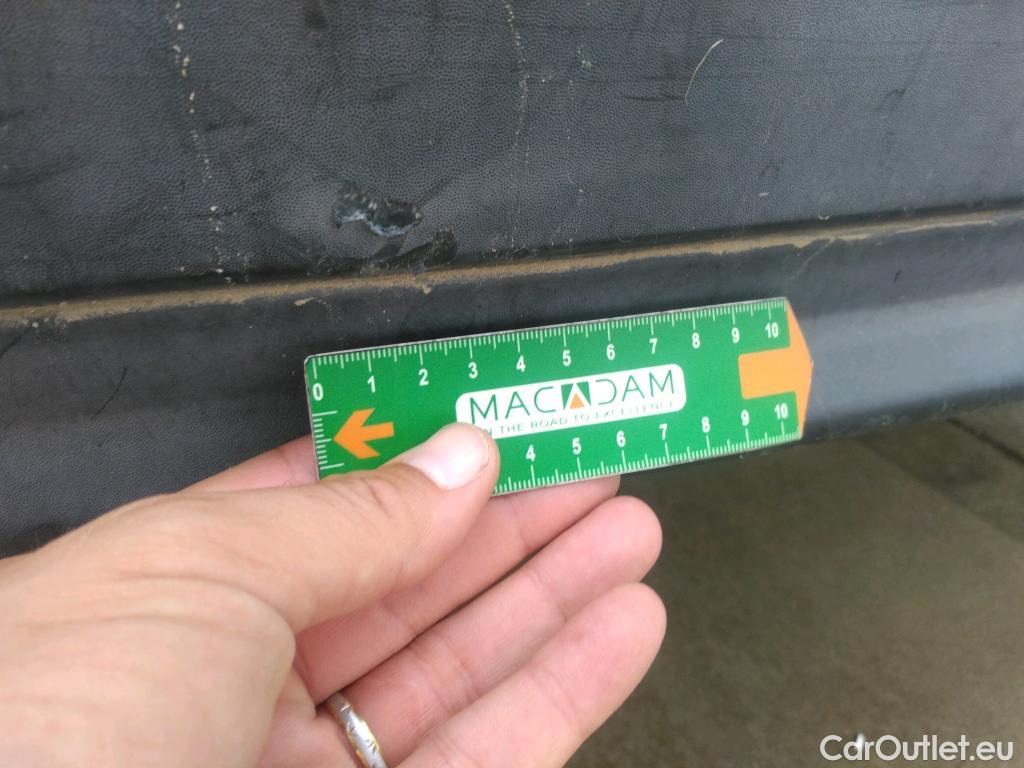 0 1 2 3 4 5 6 7 8 9 10
MACADAM
N THE ROAD TO EXCELLENCE
4 5 6 7 8 9 10
CarOutlet.eu